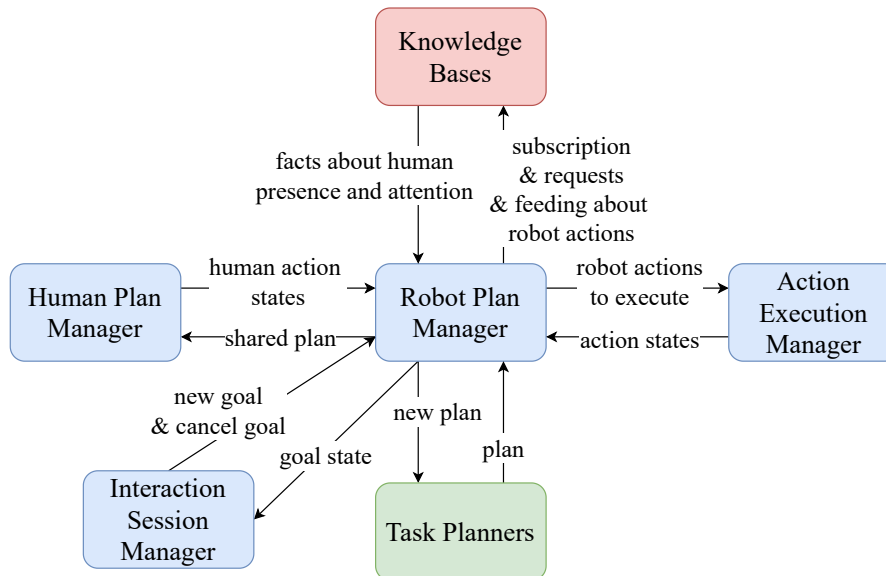 Knowledge
Bases
facts about human
presence and attention
subscription
& requests
& feeding about
robot actions
Human Plan
Manager
human action
states
shared plan
Robot Plan
Manager
robot actions
to execute
action states
Action
Execution
Manager
new goal
& cancel goal
goal state
new plan
plan
Interaction
Session
Manager
Task Planners